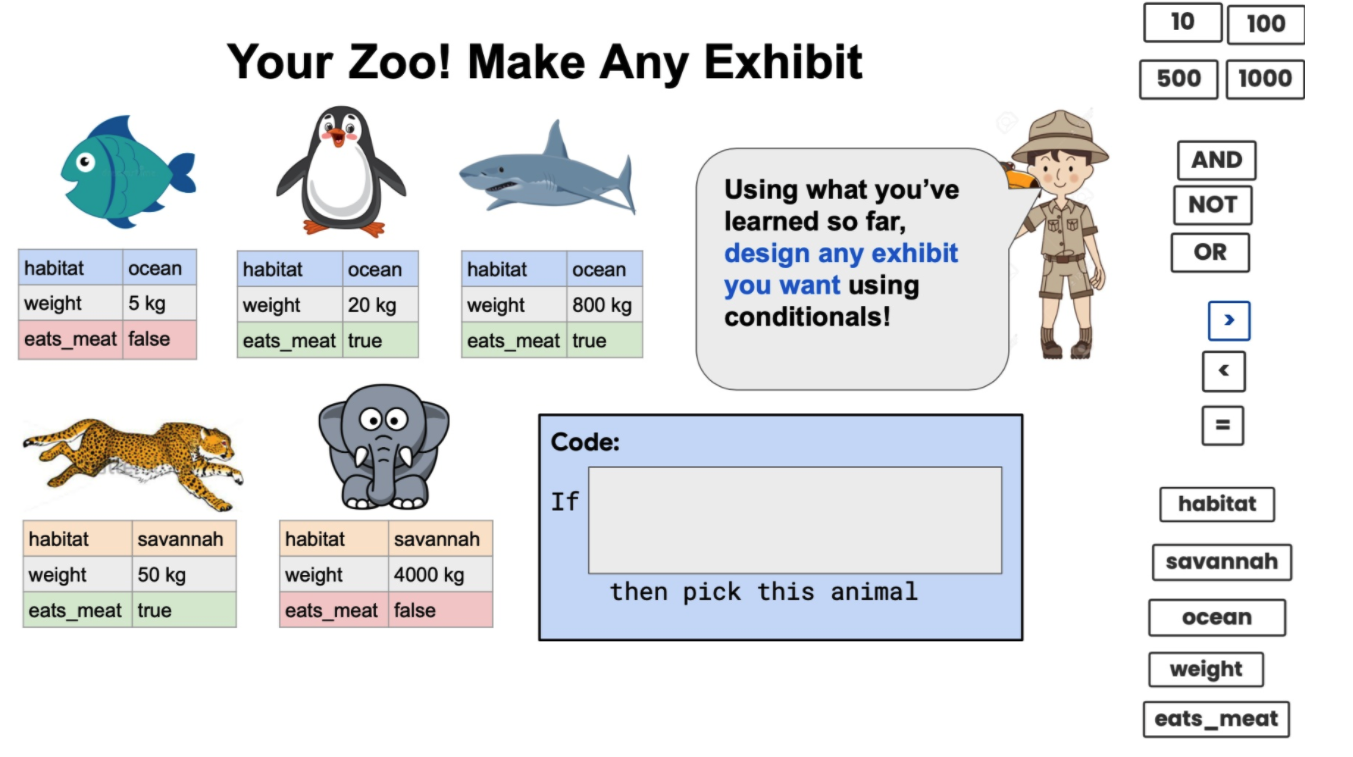 Your Zoo! Make Any Exhibit
habitat ocean
weight 5 kg
eats_meat false
habitat ocean
weight 20 kg
eats_meat true
habitat ocean
weight 800 kg
eats_meat true
habitat savannah
weight 50 kg
eats_meat true
habitat savannah
weight 4000 kg
eats_meat false
Using what you’ve
learned so far,
design any exhibit
you want using
conditionals!
Code:
If
then pick this animal
10 100
500 1000
AND
NOT
OR
>
<
=
habitat
savannah
ocean
weight
eats_meat